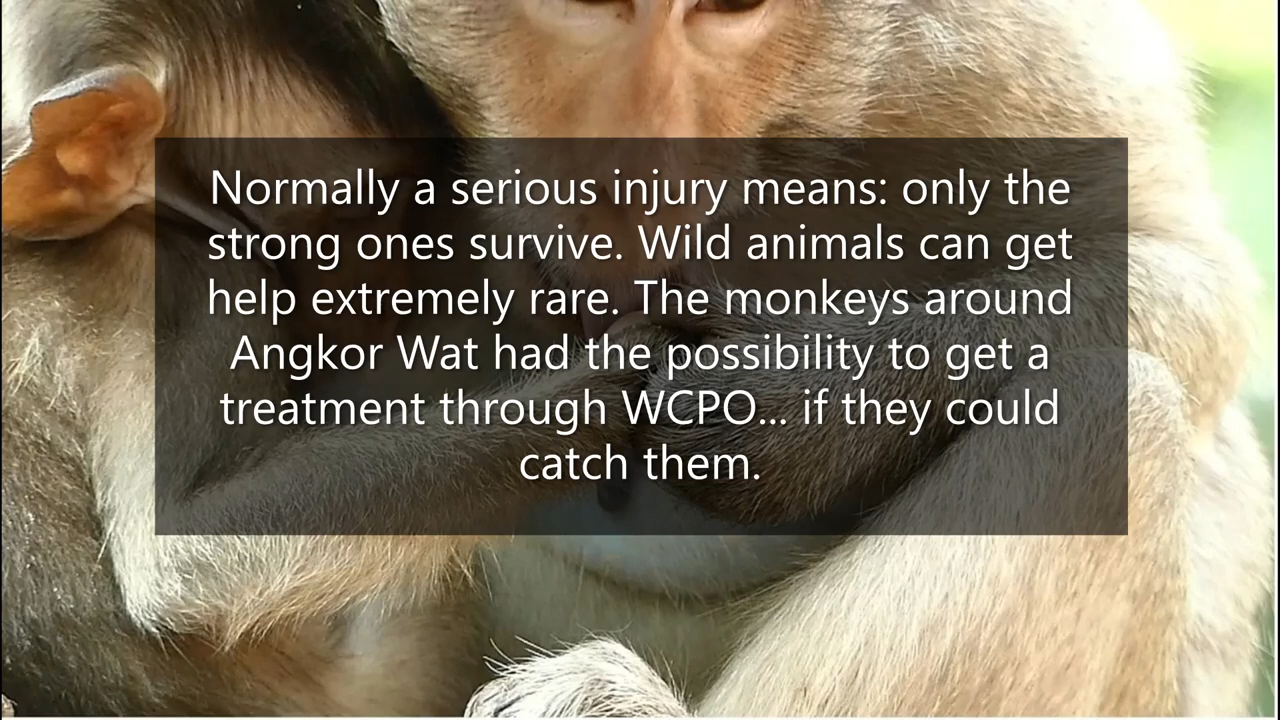 Normally a serious injury means: only the
strong ones survive. Wild animals can get
help extremely rare. The monkeys around
Angkor Wat had the possibility to get a
treatment through WCPO... if they could
catch them.